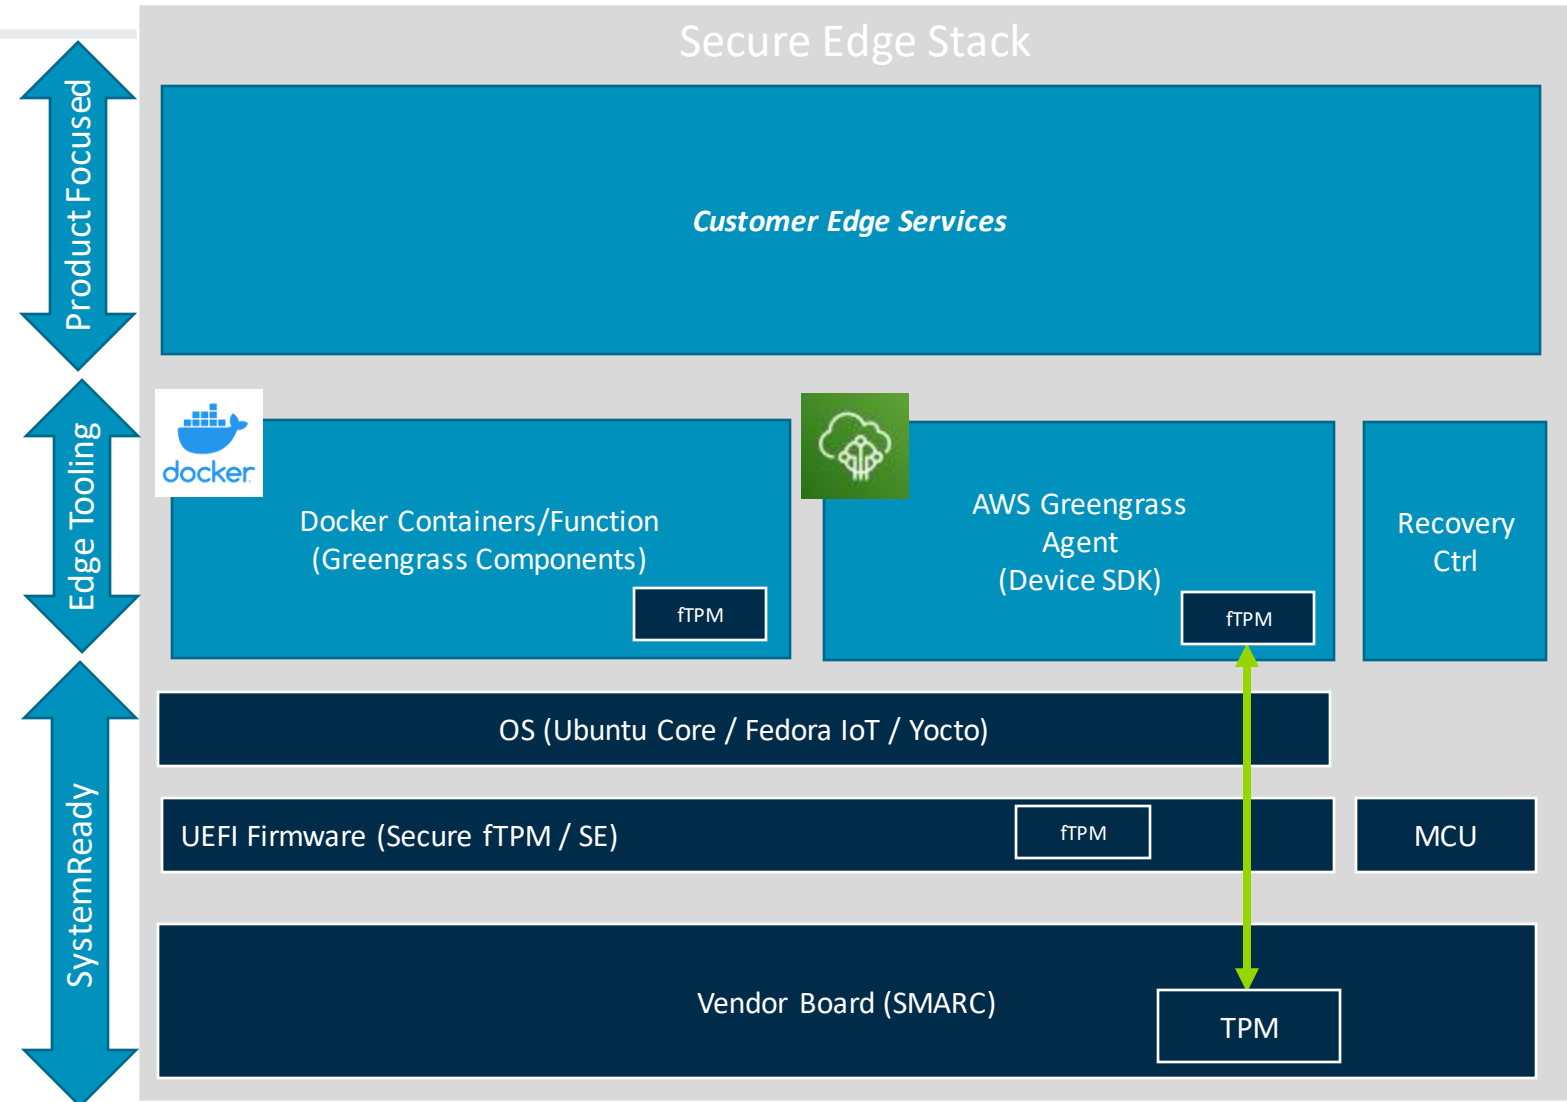 Secure Edge Stack
Product Focused
Customer Edge Services
Edge Tooling
docker
Docker Containers/Function
(Greengrass Components)
fTPM
AWS Greengrass
Agent
(Device SDK)
fTPM
Recovery
Ctrl
SystemReady
OS (Ubuntu Core / Fedora IoT / Yocto)
UEFI Firmware (Secure fTPM / SE)
fTPM
MCU
Vendor Board (SMARC)
TPM